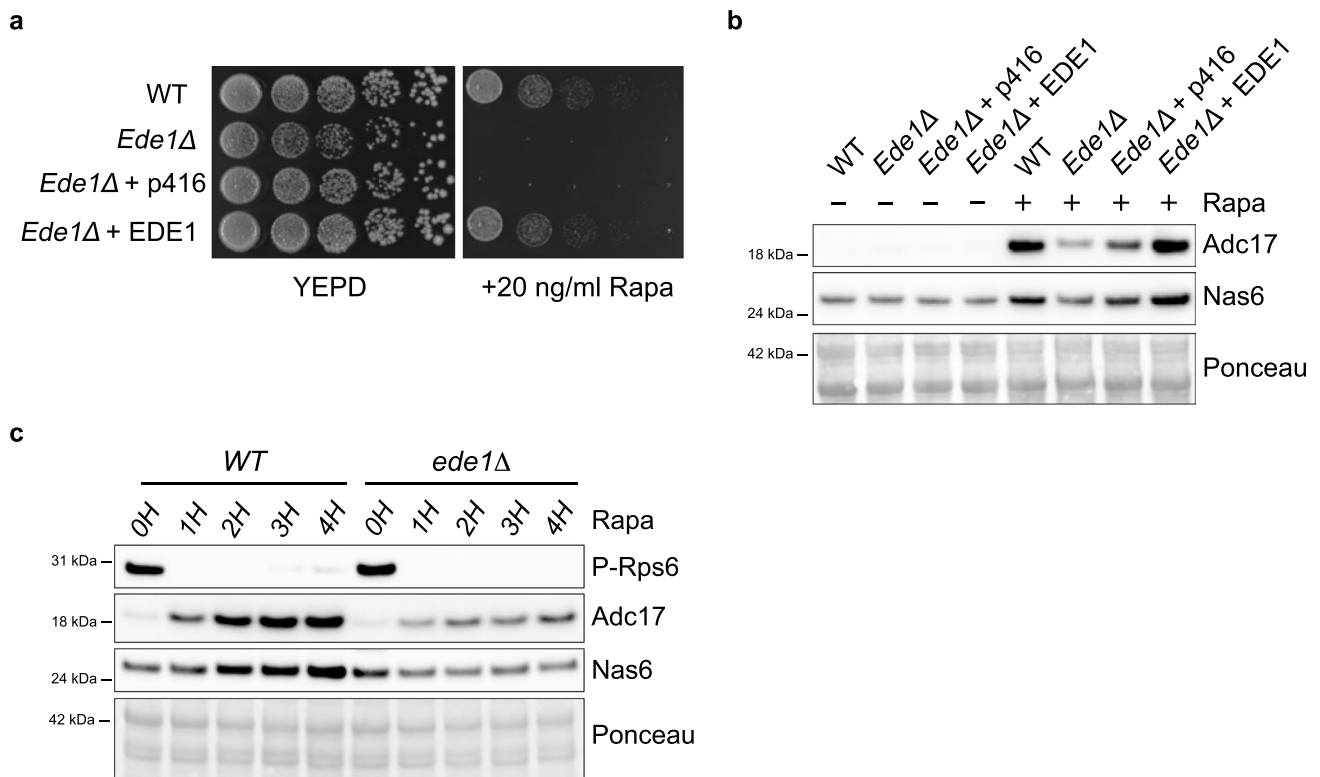 a
WT
Ede1Δ
Ede1Δ + p416
Ede1Δ + EDE1
YEPD
+20 ng/ml Rapa
b
WT
Ede1Δ
Ede1Δ + p416
Ede1Δ + EDE1
WT
Ede1Δ
Ede1Δ + p416
Ede1Δ + EDE1
– – – – + + + + Rapa
18 kDa Adc17
24 kDa Nas6
42 kDa Ponceau
c
WT ede1Δ
0H 1H 2H 3H 4H 0H 1H 2H 3H 4H Rapa
31 kDa P-Rps6
18 kDa Adc17
24 kDa Nas6
42 kDa Ponceau